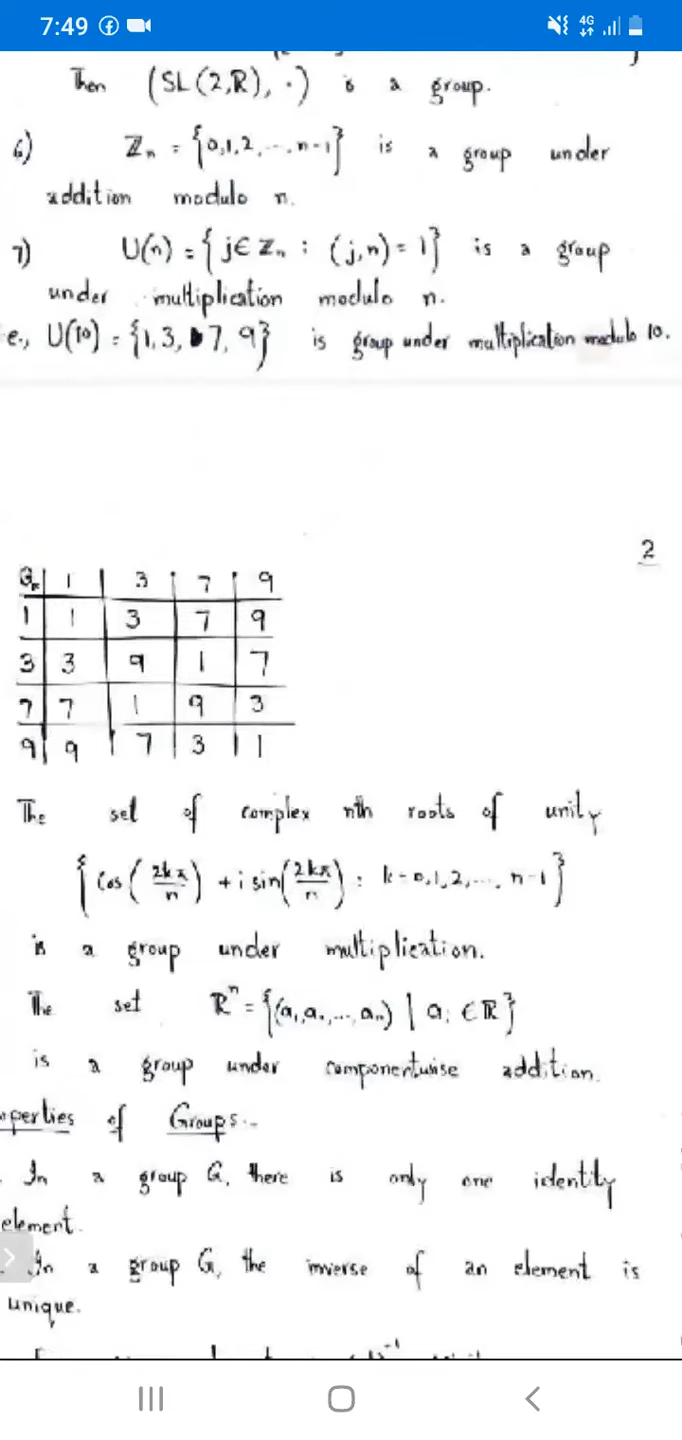 7:49
4G
Then (SL(2,R), ·) is a group.
6) Zₙ = {0,1,2,...,n-1} is a group under
addition modulo n.
7) U(n) = {j∈Zₙ : (j,n)=1} is a group
under multiplication modulo n.
e., U(10) = {1,3,7,9} is group under multiplication modulo 10.
2
1 3 7 9
1 1 3 7 9
3 3 9 1 7
7 7 1 9 3
9 9 7 3 1
The set of complex nth roots of unity
{cos(2kπ/n) + i sin(2kπ/n) : k=0,1,2,...,n-1}
is a group under multiplication.
The set Rⁿ = {(a₁,a₂,...,aₙ) | aᵢ ∈ R}
is a group under componentwise addition.
operties of Groups:-
In a group G, there is only one identity
element.
In a group G, the inverse of an element is
unique.